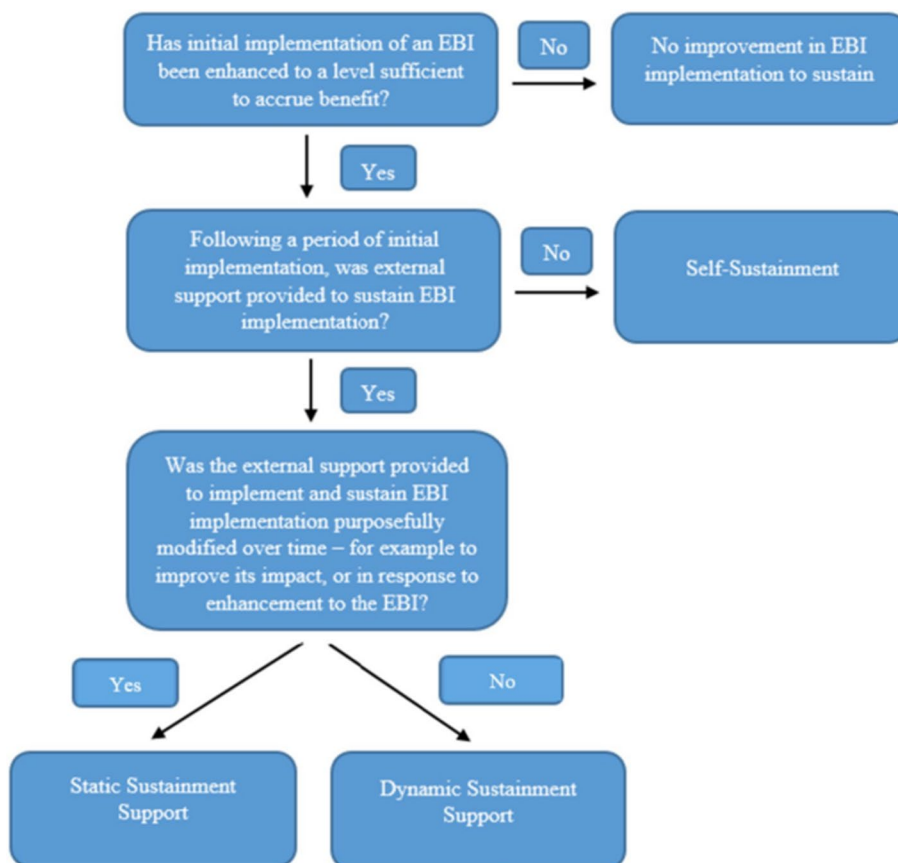 Has initial implementation of an EBI
been enhanced to a level sufficient
to accrue benefit?
No
No improvement in EBI
implementation to sustain
Yes
Following a period of initial
implementation, was external
support provided to sustain EBI
implementation?
No
Self-Sustainment
Yes
Was the external support provided
to implement and sustain EBI
implementation purposefully
modified over time – for example to
improve its impact, or in response to
enhancement to the EBI?
Yes
No
Static Sustainment
Support
Dynamic Sustainment
Support